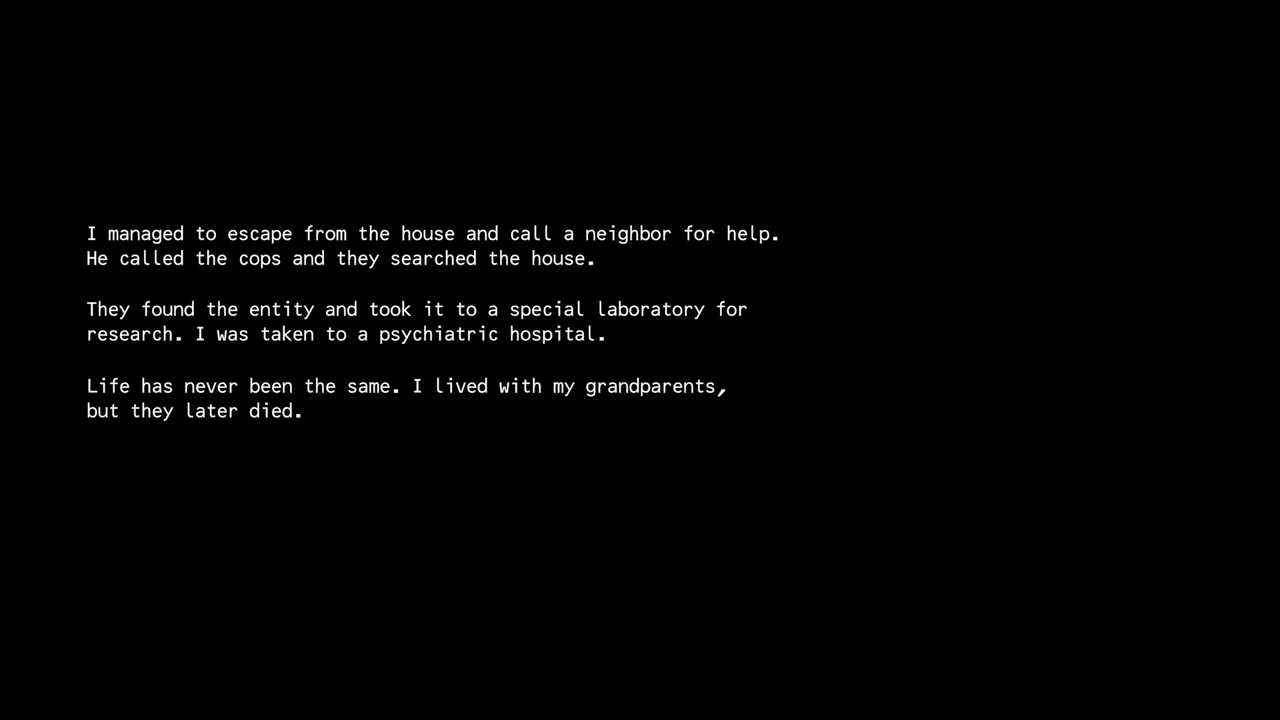 I managed to escape from the house and call a neighbor for help.
He called the cops and they searched the house.
They found the entity and took it to a special laboratory for
research. I was taken to a psychiatric hospital.
Life has never been the same. I lived with my grandparents,
but they later died.